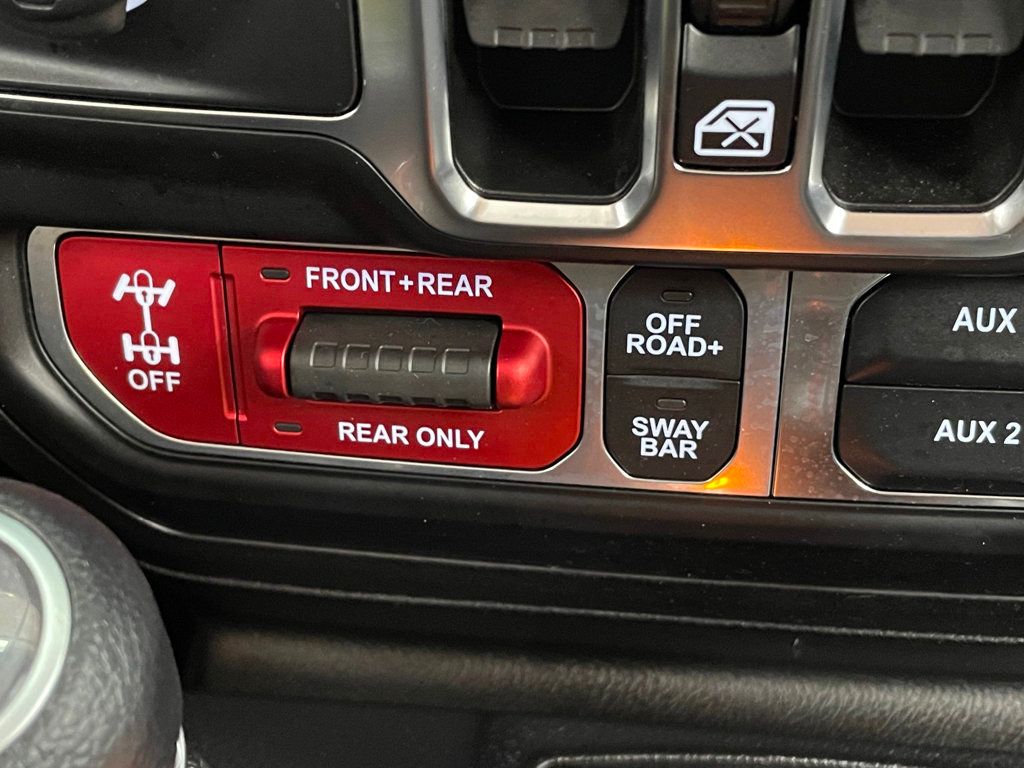 FRONT+REAR
OFF
REAR ONLY
OFF
ROAD+
SWAY
BAR
AUX
AUX 2